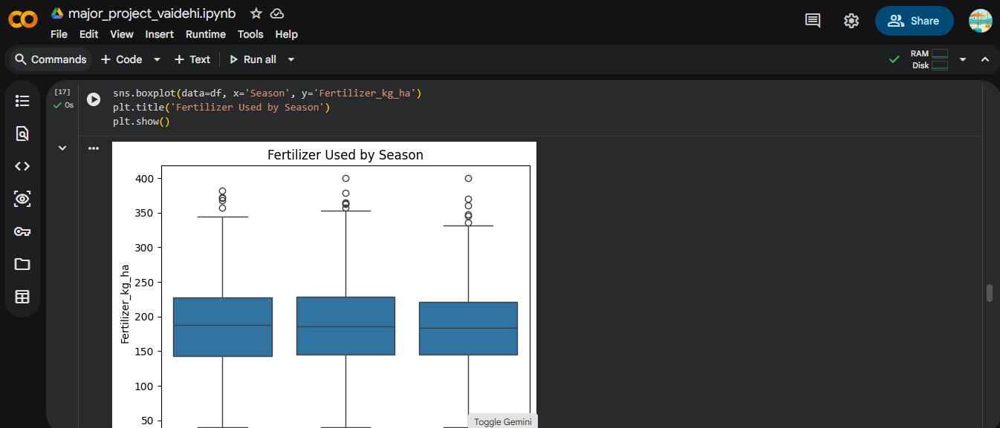 major_project_vaidehi.ipynb
File Edit View Insert Runtime Tools Help
Share
Commands + Code + Text Run all
RAM
Disk
[17]
0s
sns.boxplot(data=df, x='Season', y='Fertilizer_kg_ha')
plt.title('Fertilizer Used by Season')
plt.show()
Fertilizer Used by Season
400
350
300
250
200
150
100
50
Fertilizer_kg_ha
Toggle Gemini